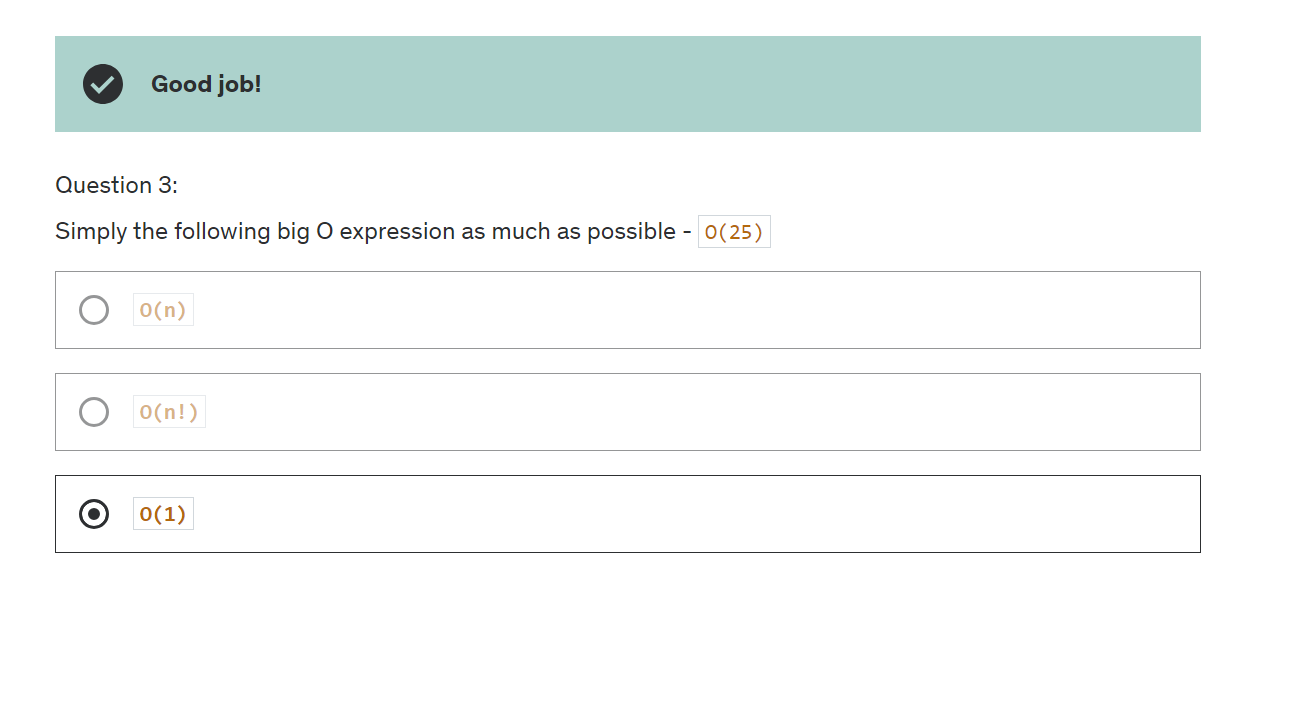 Good job!
Question 3:
Simply the following big O expression as much as possible - O(25)
O(n)
O(n!)
O(1)